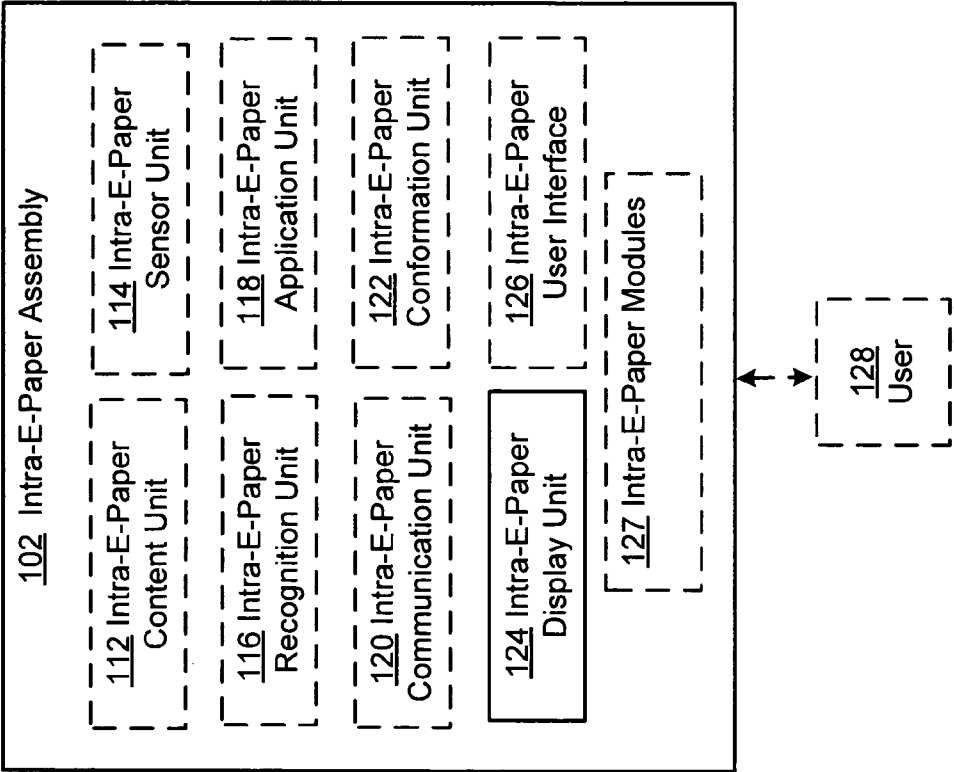 102 Intra-E-Paper Assembly
112 Intra-E-Paper
Content Unit
114 Intra-E-Paper
Sensor Unit
116 Intra-E-Paper
Recognition Unit
118 Intra-E-Paper
Application Unit
120 Intra-E-Paper
Communication Unit
122 Intra-E-Paper
Conformation Unit
124 Intra-E-Paper
Display Unit
126 Intra-E-Paper
User Interface
127 Intra-E-Paper Modules
128
User